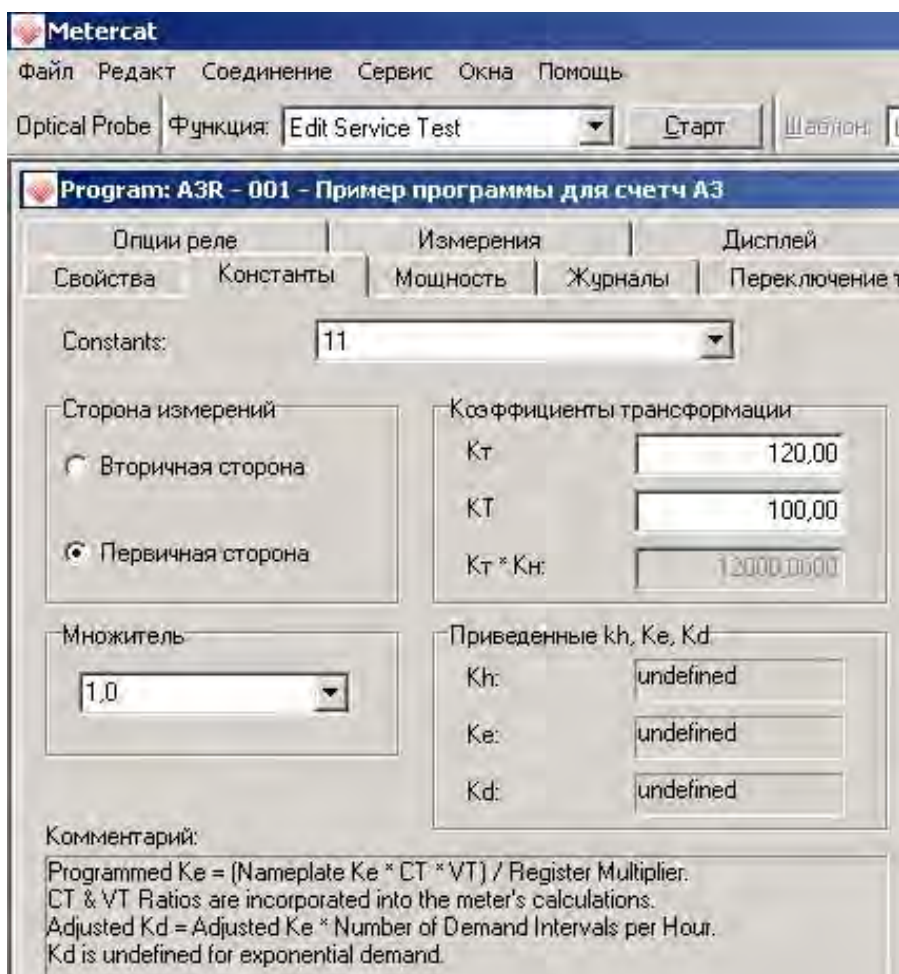 Metercat
Файл Редакт Соединение Сервис Окна Помощь
Optical Probe Функция: Edit Service Test Старт Шаблон:
Program: A3R - 001 - Пример программы для счетч А3
Опции реле Измерения Дисплей
Свойства Константы Мощность Журналы Переключение т
Constants: 11
Сторона измерений
Вторичная сторона
Первичная сторона
Коэффициенты трансформации
Кт 120,00
КТ 100,00
Кт * Кн: 12000,0000
Множитель
1,0
Приведенные kh, Ke, Kd
Kh: undefined
Ke: undefined
Kd: undefined
Комментарий:
Programmed Ke = (Nameplate Ke * CT * VT) / Register Multiplier.
CT & VT Ratios are incorporated into the meter's calculations.
Adjusted Kd = Adjusted Ke * Number of Demand Intervals per Hour.
Kd is undefined for exponential demand.